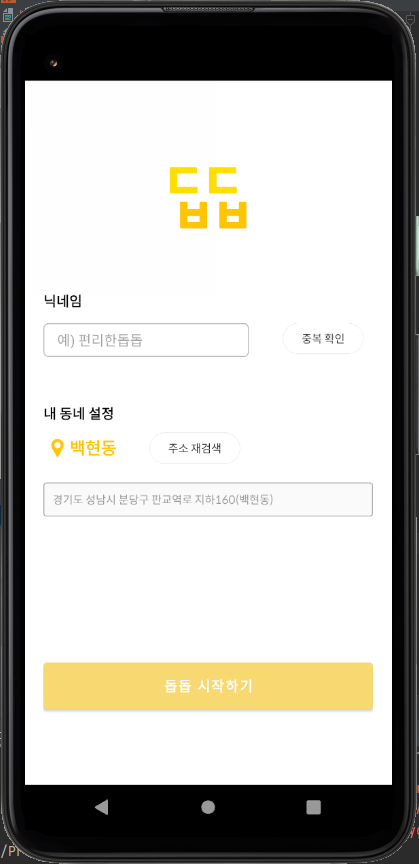 돕돕
닉네임
예) 편리한돕돕
중복 확인
내 동네 설정
백현동
주소 재검색
경기도 성남시 분당구 판교역로 지하160(백현동)
돕돕 시작하기